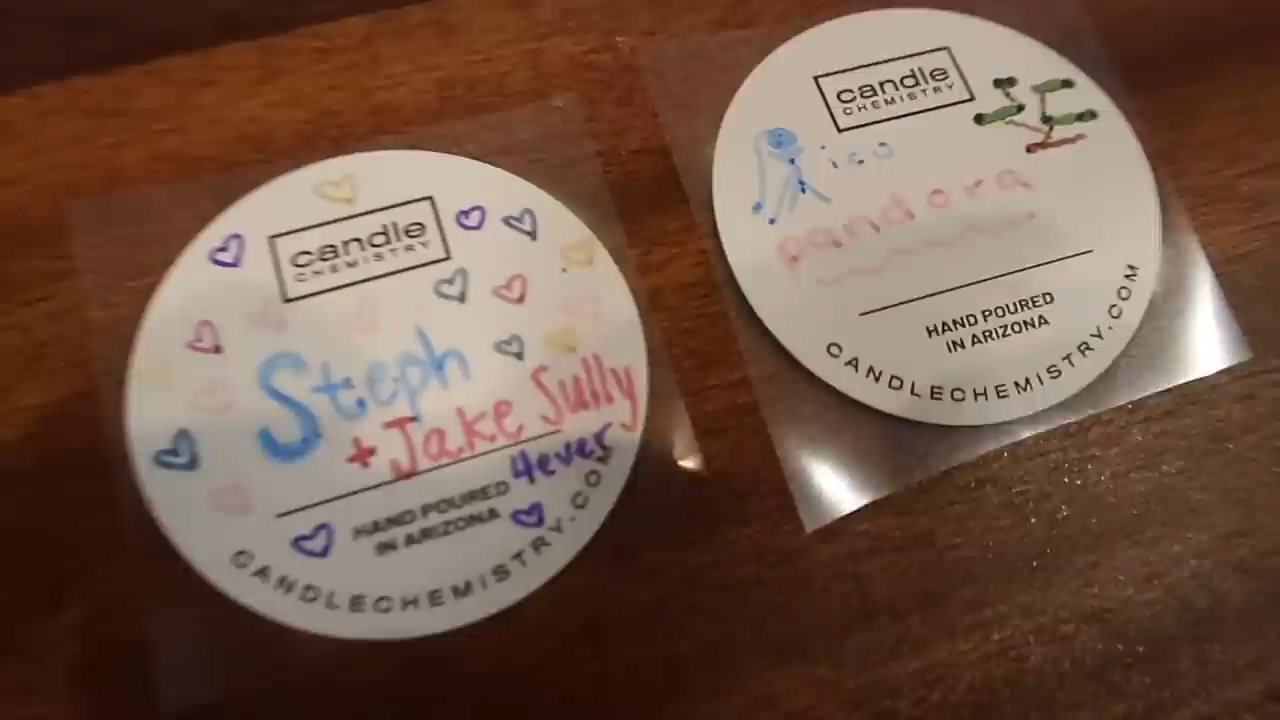 candle
CHEMISTRY
Steph
+ Jake Sully
4ever
HAND POURED
IN ARIZONA
CANDLECHEMISTRY.COM
candle
CHEMISTRY
pandora
HAND POURED
IN ARIZONA
CANDLECHEMISTRY.COM